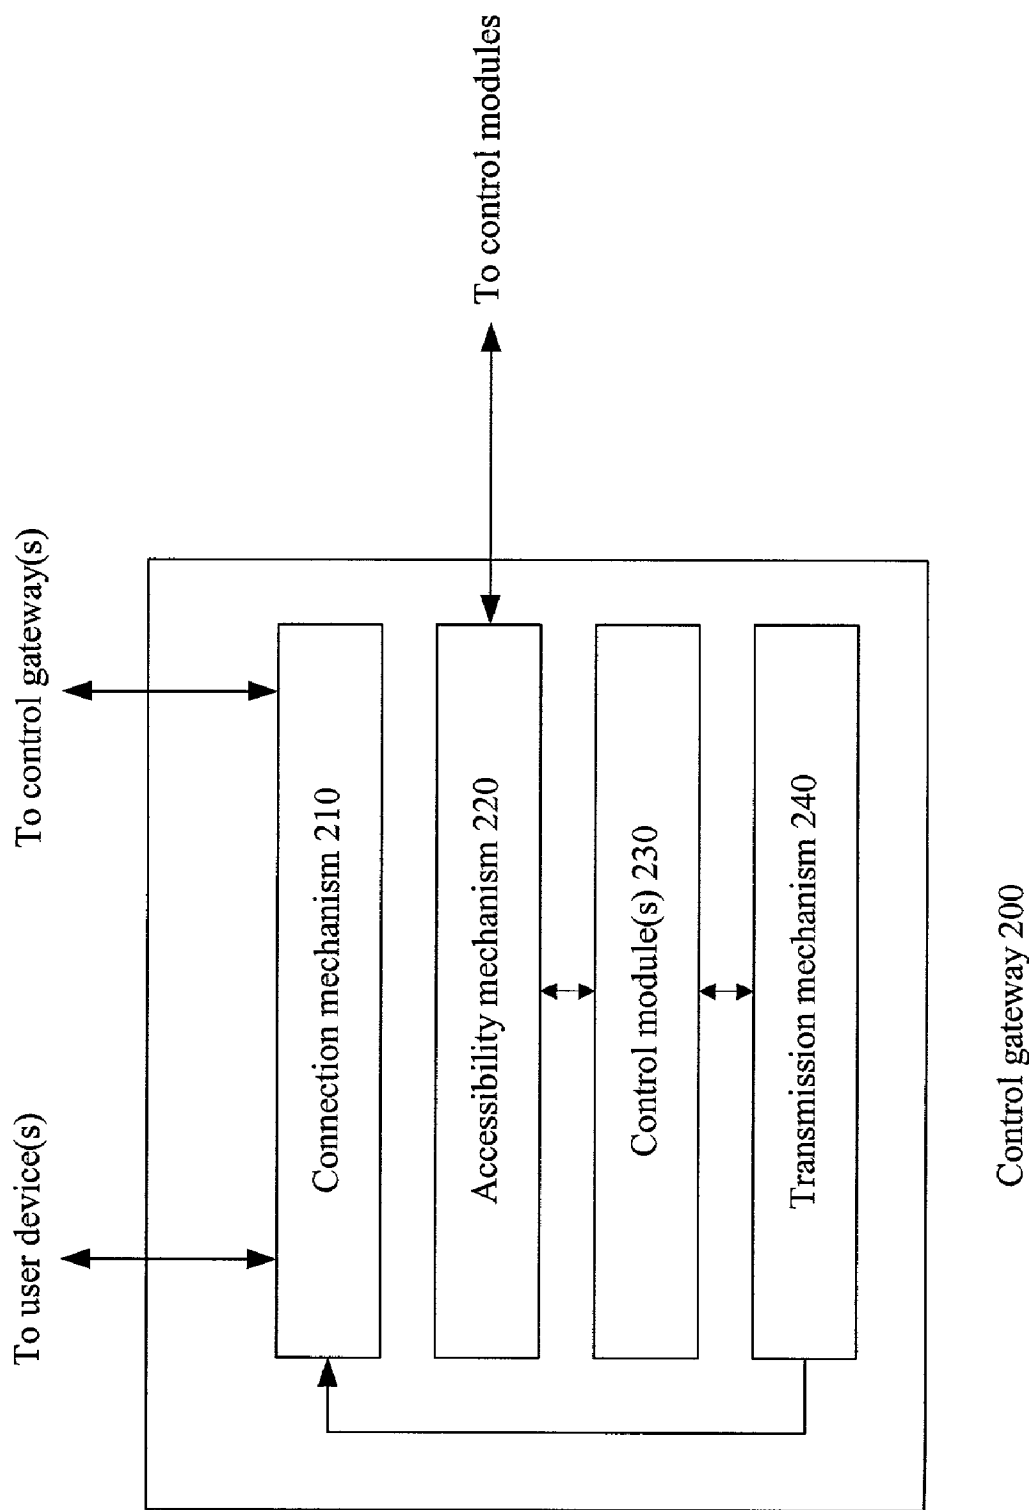 To user device(s)
To control gateway(s)
To control modules
Connection mechanism 210
Accessibility mechanism 220
Control module(s) 230
Transmission mechanism 240
Control gateway 200